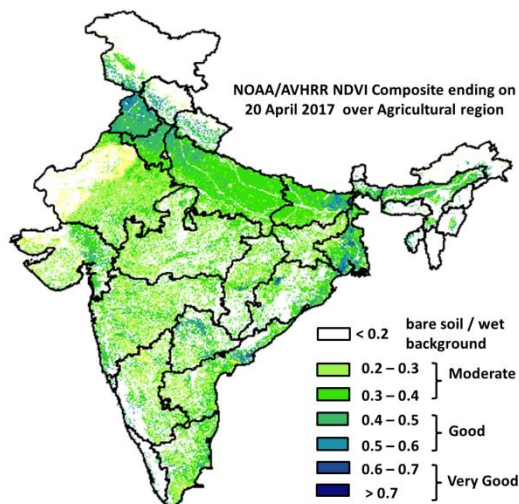 NOAA/AVHRR NDVI Composite ending on
20 April 2017 over Agricultural region
< 0.2 bare soil / wet
background
0.2 – 0.3
Moderate
0.3 – 0.4
0.4 – 0.5
Good
0.5 – 0.6
0.6 – 0.7
Very Good
> 0.7